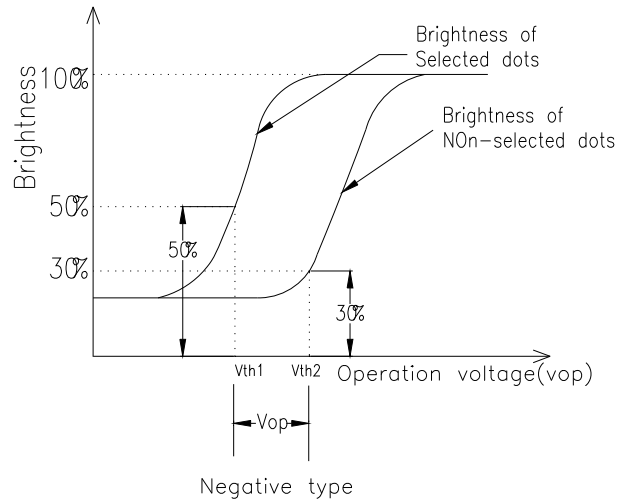 Brightness of
Selected dots
Brightness of
NOn-selected dots
Brightness
100%
50%
30%
50%
30%
Vth1
Vth2
Operation voltage(vop)
Vop
Negative type